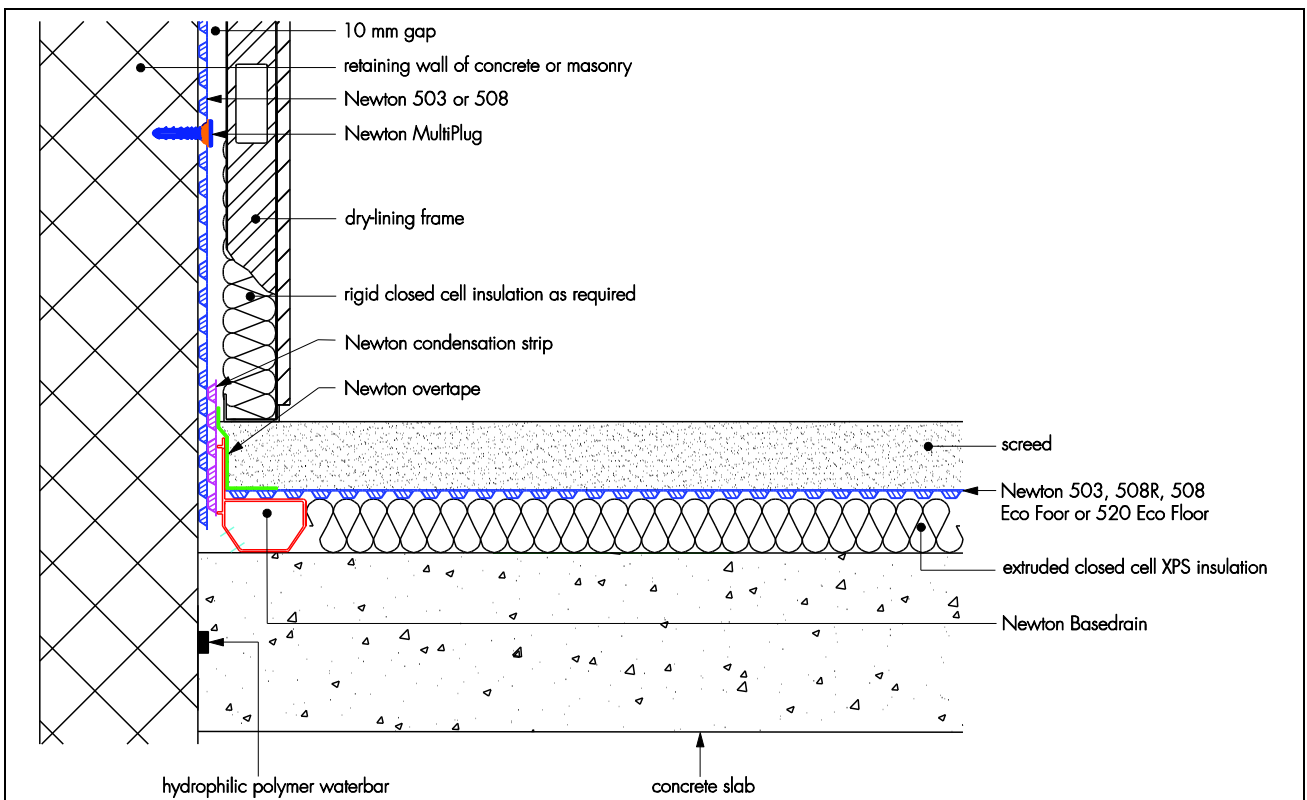 10 mm gap
retaining wall of concrete or masonry
Newton 503 or 508
Newton MultiPlug
dry-lining frame
rigid closed cell insulation as required
Newton condensation strip
Newton overtape
screed
Newton 503, 508R, 508
Eco Foor or 520 Eco Floor
extruded closed cell XPS insulation
Newton Basedrain
hydrophilic polymer waterbar
concrete slab